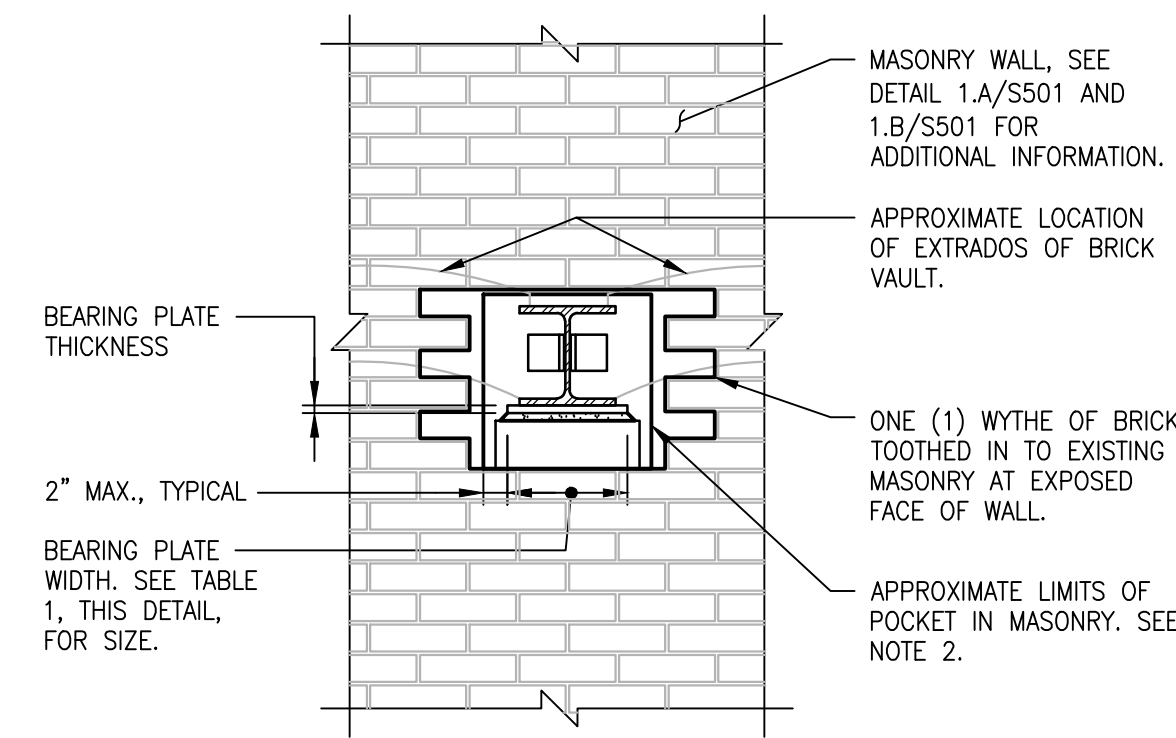 MASONRY WALL, SEE
DETAIL 1.A/S501 AND
1.B/S501 FOR
ADDITIONAL INFORMATION.
APPROXIMATE LOCATION
OF EXTRADOS OF BRICK
VAULT.
BEARING PLATE
THICKNESS
ONE (1) WYTHE OF BRICK
TOOTHED IN TO EXISTING
MASONRY AT EXPOSED
FACE OF WALL.
2" MAX., TYPICAL
BEARING PLATE
WIDTH. SEE TABLE
1, THIS DETAIL,
FOR SIZE.
APPROXIMATE LIMITS OF
POCKET IN MASONRY. SEE
NOTE 2.